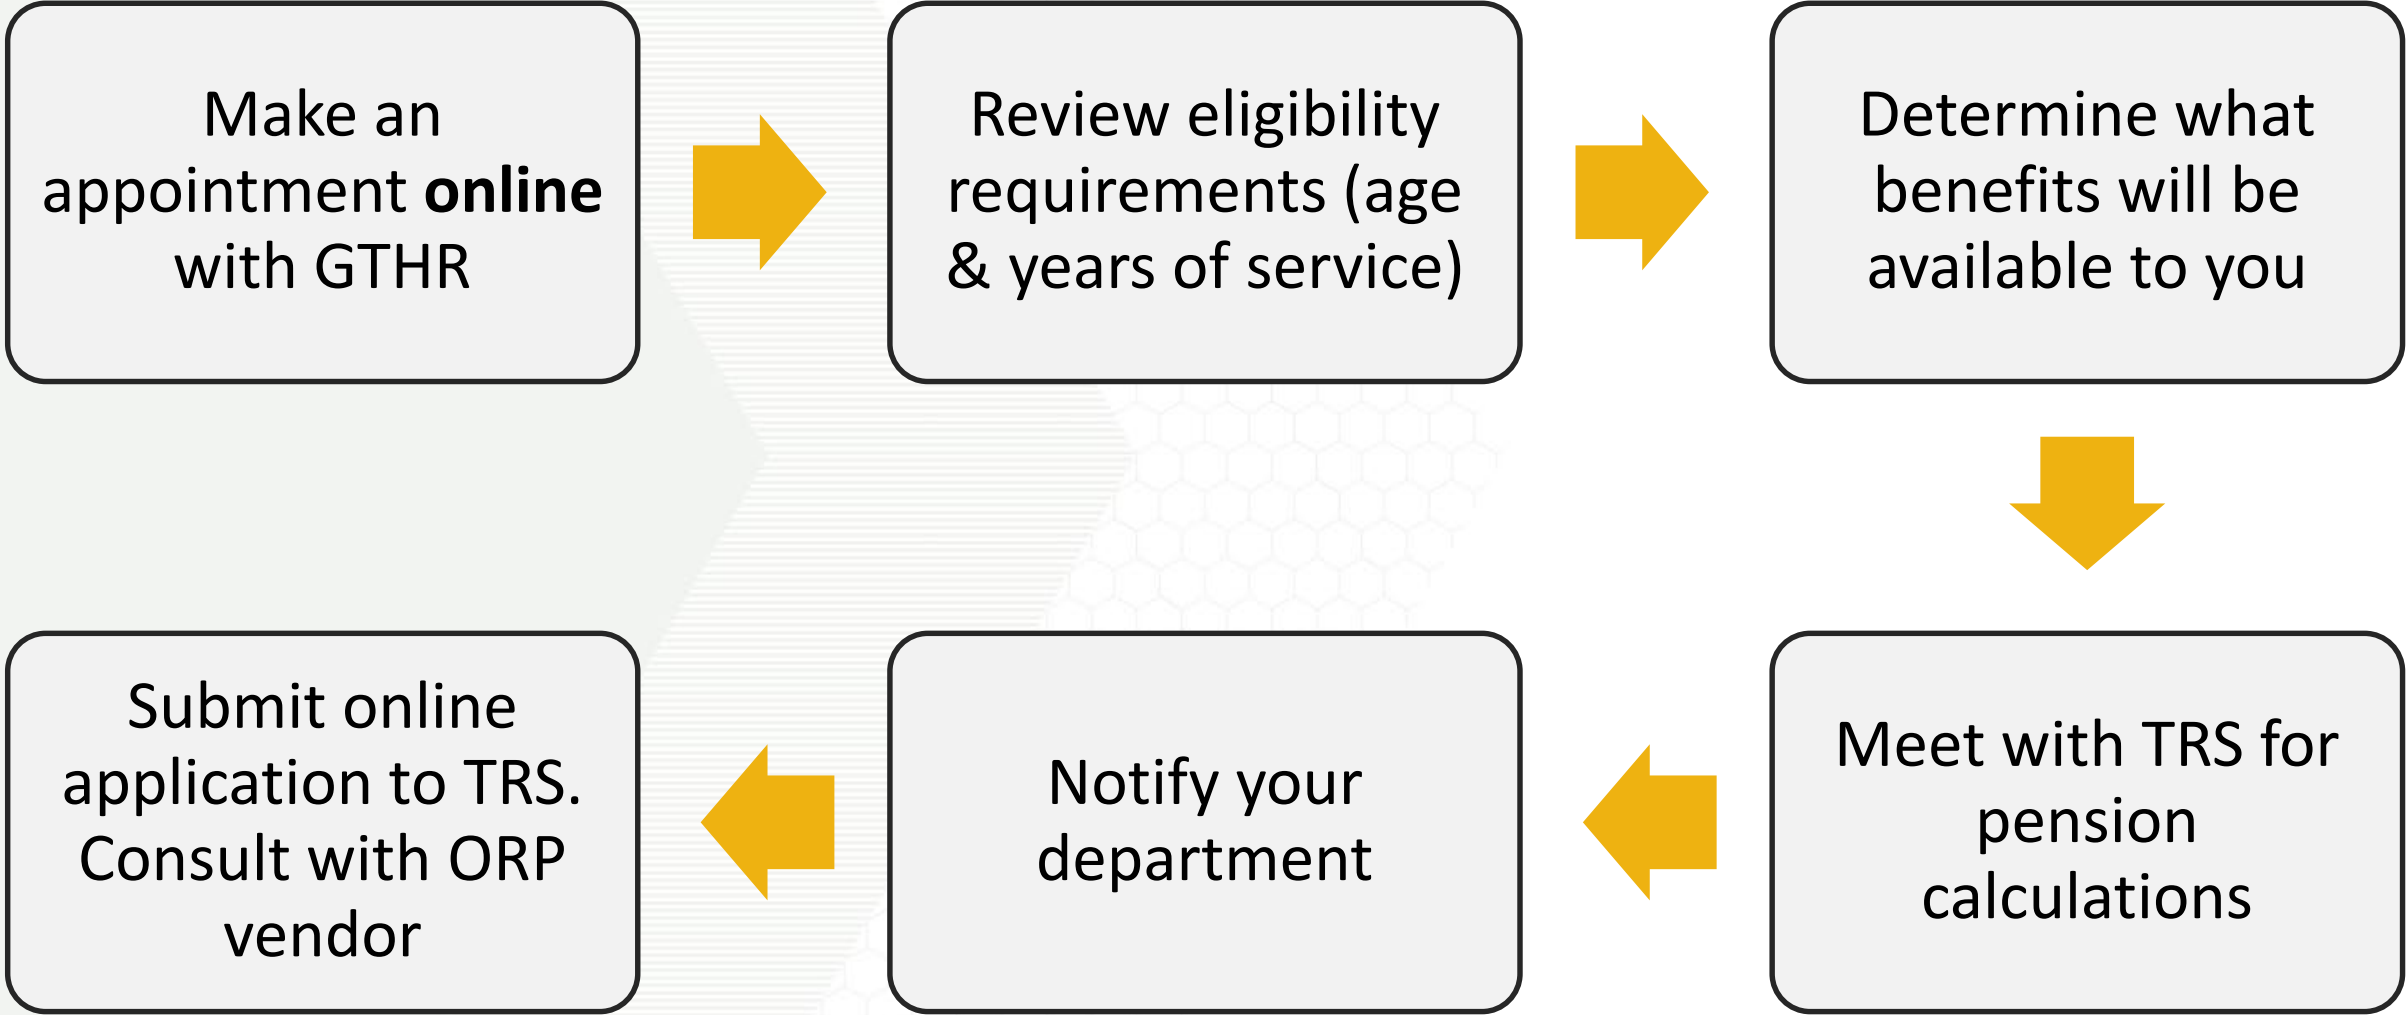 Make an
appointment online
with GTHR
Review eligibility
requirements (age
& years of service)
Determine what
benefits will be
available to you
Meet with TRS for
pension
calculations
Notify your
department
Submit online
application to TRS.
Consult with ORP
vendor